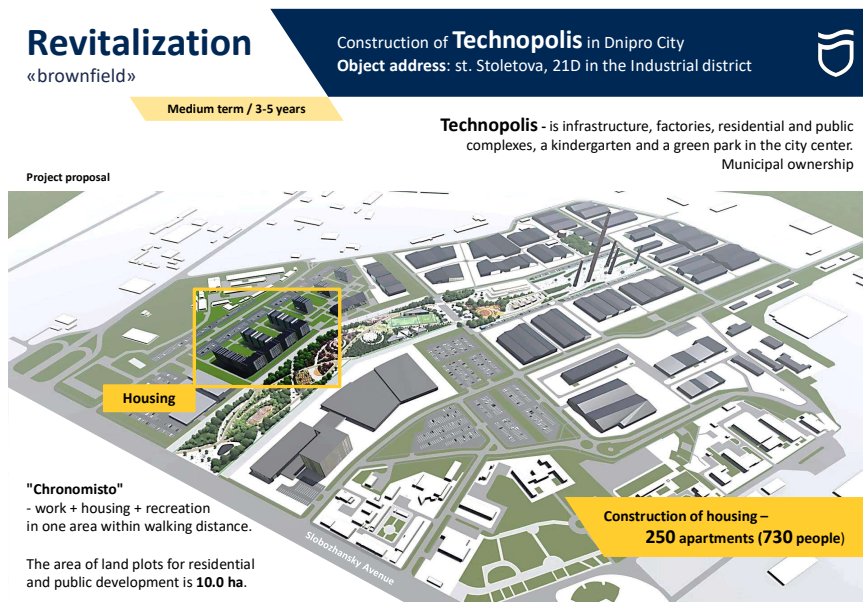 Revitalization
«brownfield»
Construction of Technopolis in Dnipro City
Object address: st. Stoletova, 21D in the Industrial district
Medium term / 3-5 years
Technopolis - is infrastructure, factories, residential and public
complexes, a kindergarten and a green park in the city center.
Municipal ownership
Project proposal
Housing
"Chronomisto"
- work + housing + recreation
in one area within walking distance.
The area of land plots for residential
and public development is 10.0 ha.
Slobozhansky Avenue
Construction of housing –
250 apartments (730 people)